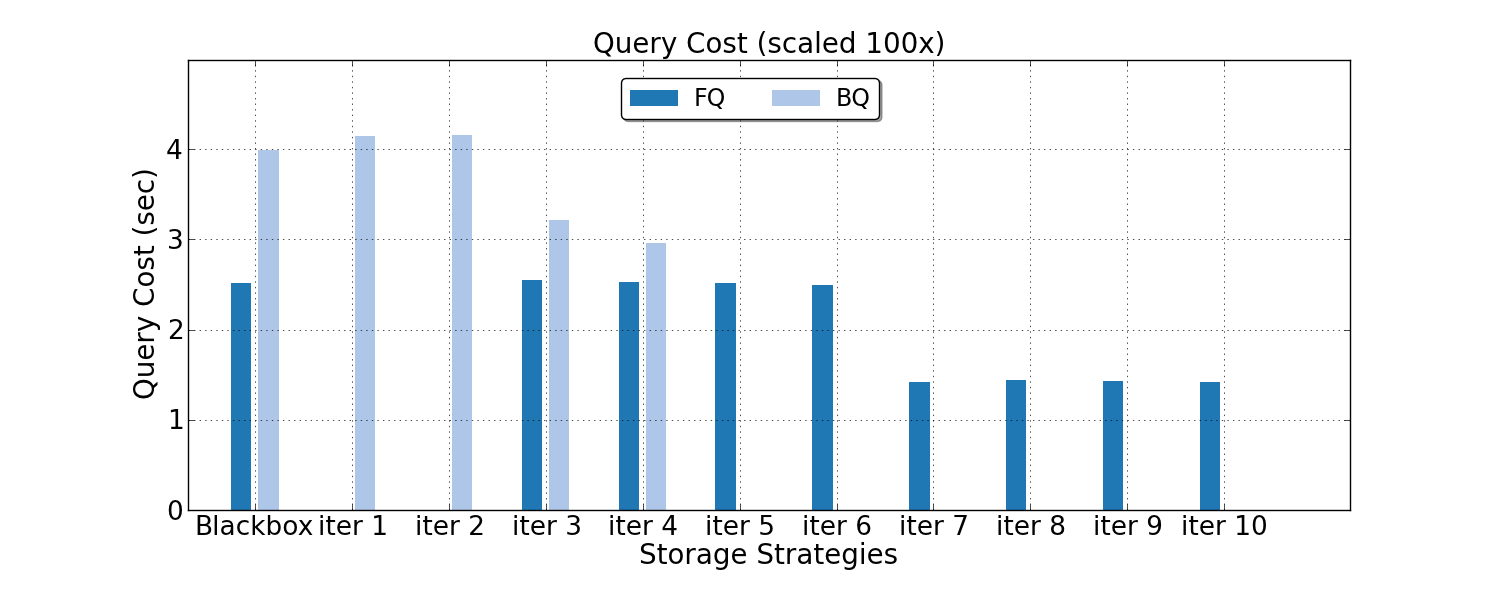 Query Cost (scaled 100x)
FQ BQ
Query Cost (sec)
4
3
2
1
0
Blackbox iter 1 iter 2 iter 3 iter 4 iter 5 iter 6 iter 7 iter 8 iter 9 iter 10
Storage Strategies